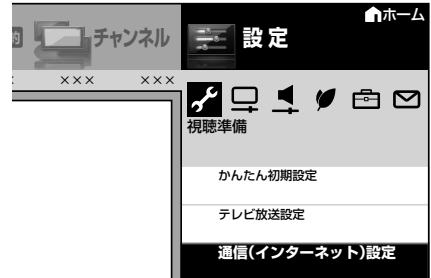 ホーム
チャンネル
設定
××× ×××
視聴準備
かんたん初期設定
テレビ放送設定
通信(インターネット)設定